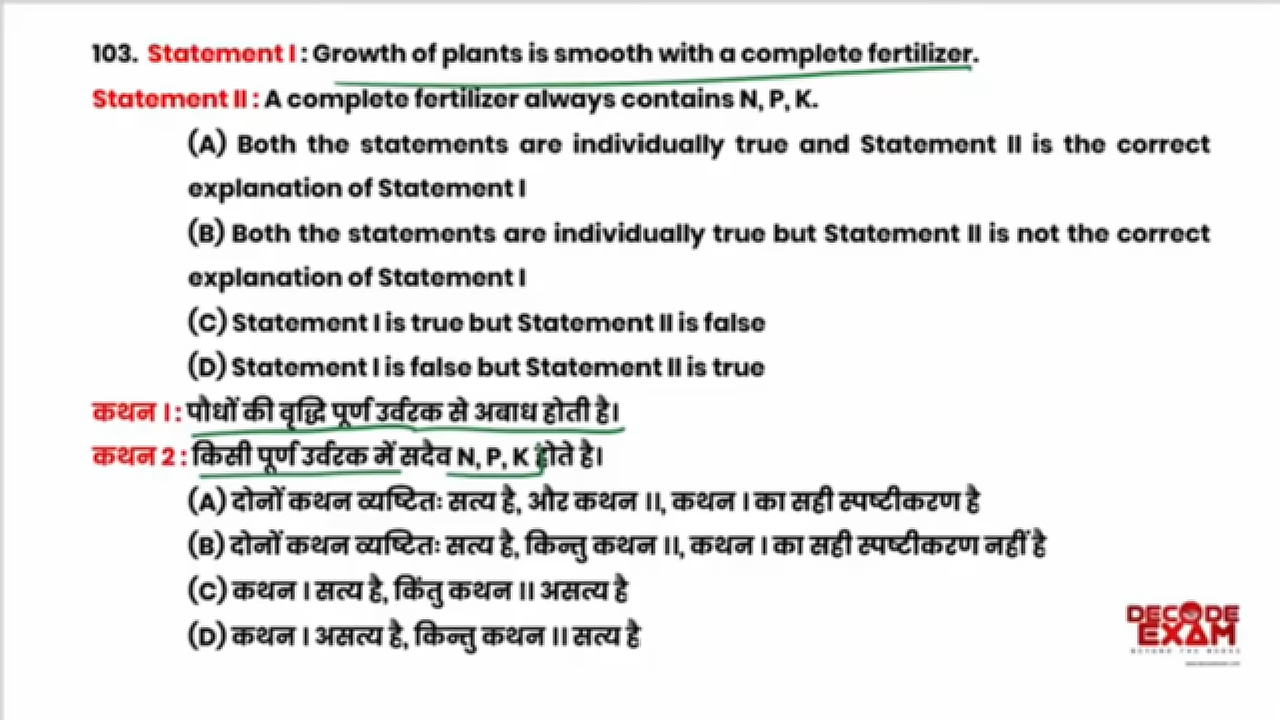 103. Statement I : Growth of plants is smooth with a complete fertilizer.
Statement II : A complete fertilizer always contains N, P, K.
(A) Both the statements are individually true and Statement II is the correct
explanation of Statement I
(B) Both the statements are individually true but Statement II is not the correct
explanation of Statement I
(C) Statement I is true but Statement II is false
(D) Statement I is false but Statement II is true
कथन । : पौधों की वृद्धि पूर्ण उर्वरक से अबाध होती है।
कथन 2 : किसी पूर्ण उर्वरक में सदैव N, P, K होते है।
(A) दोनों कथन व्यष्टितः सत्य है, और कथन ।।, कथन । का सही स्पष्टीकरण है
(B) दोनों कथन व्यष्टितः सत्य है, किन्तु कथन ।।, कथन । का सही स्पष्टीकरण नहीं है
(C) कथन । सत्य है, किंतु कथन ।। असत्य है
(D) कथन । असत्य है, किन्तु कथन ।। सत्य है
DECODE
EXAM